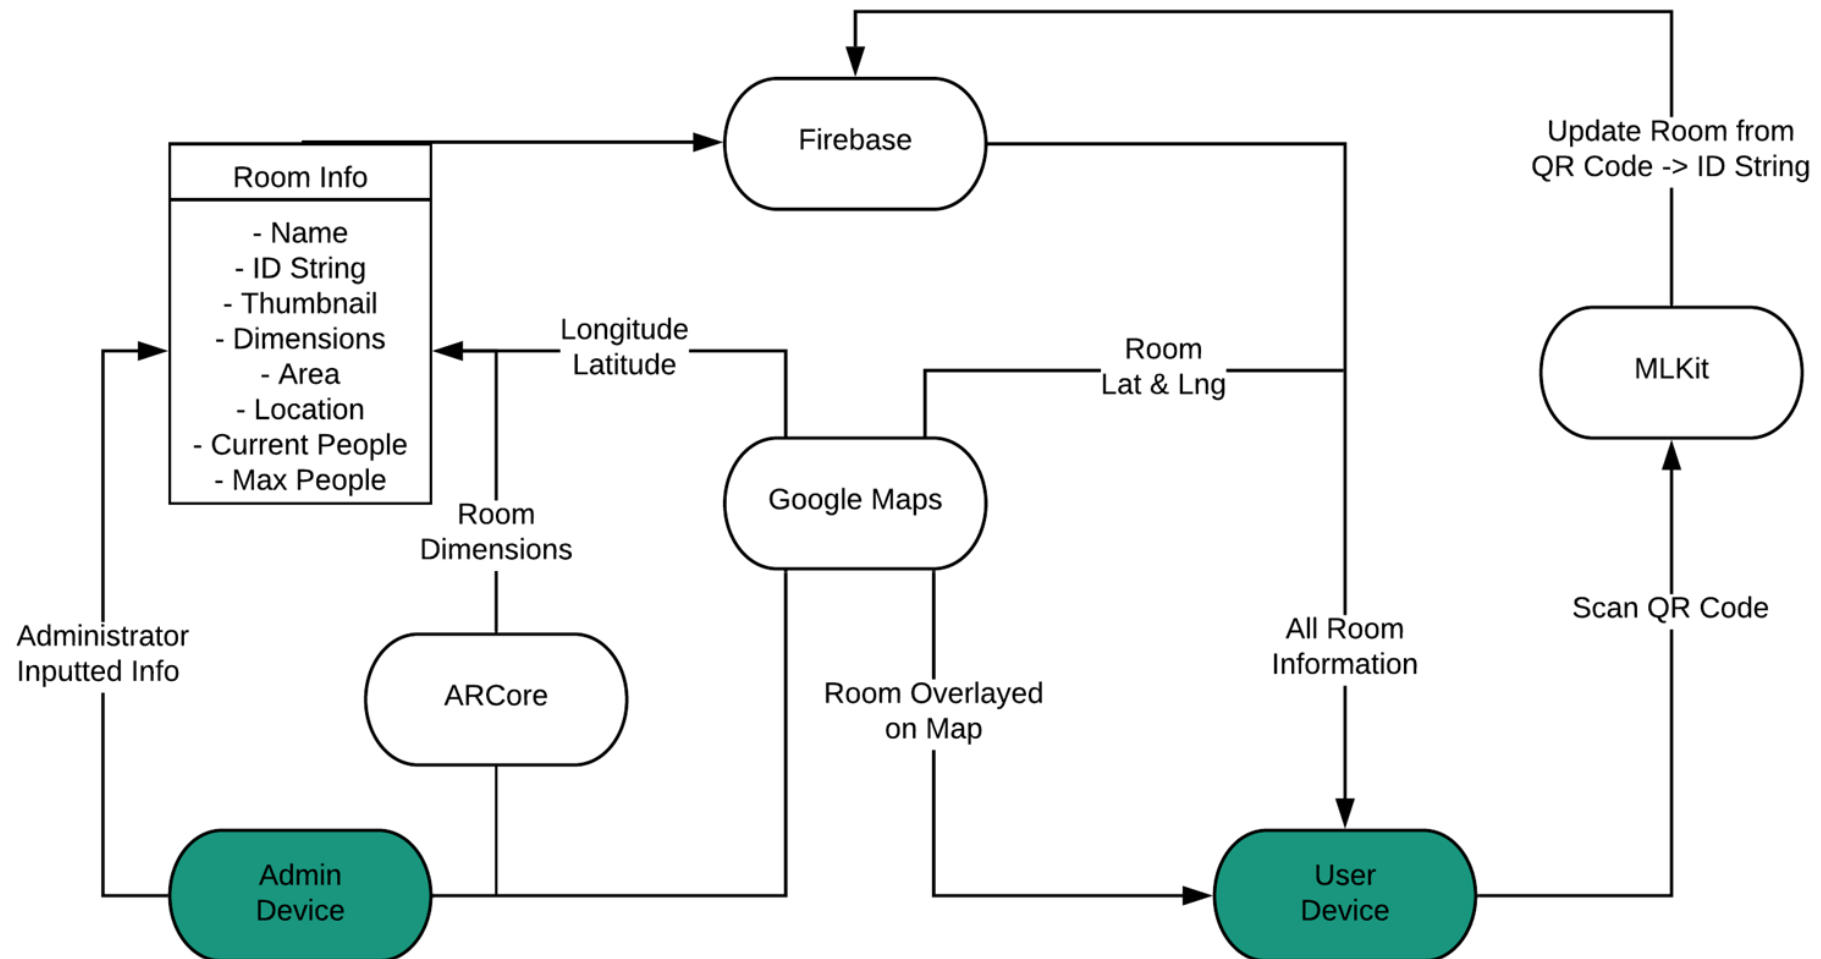 Firebase
Update Room from
QR Code -> ID String
Room Info
- Name
- ID String
- Thumbnail
- Dimensions
- Area
- Location
- Current People
- Max People
Longitude
Latitude
Room
Lat & Lng
MLKit
Google Maps
Room
Dimensions
Administrator
Inputted Info
All Room
Information
Scan QR Code
ARCore
Room Overlayed
on Map
Admin
Device
User
Device